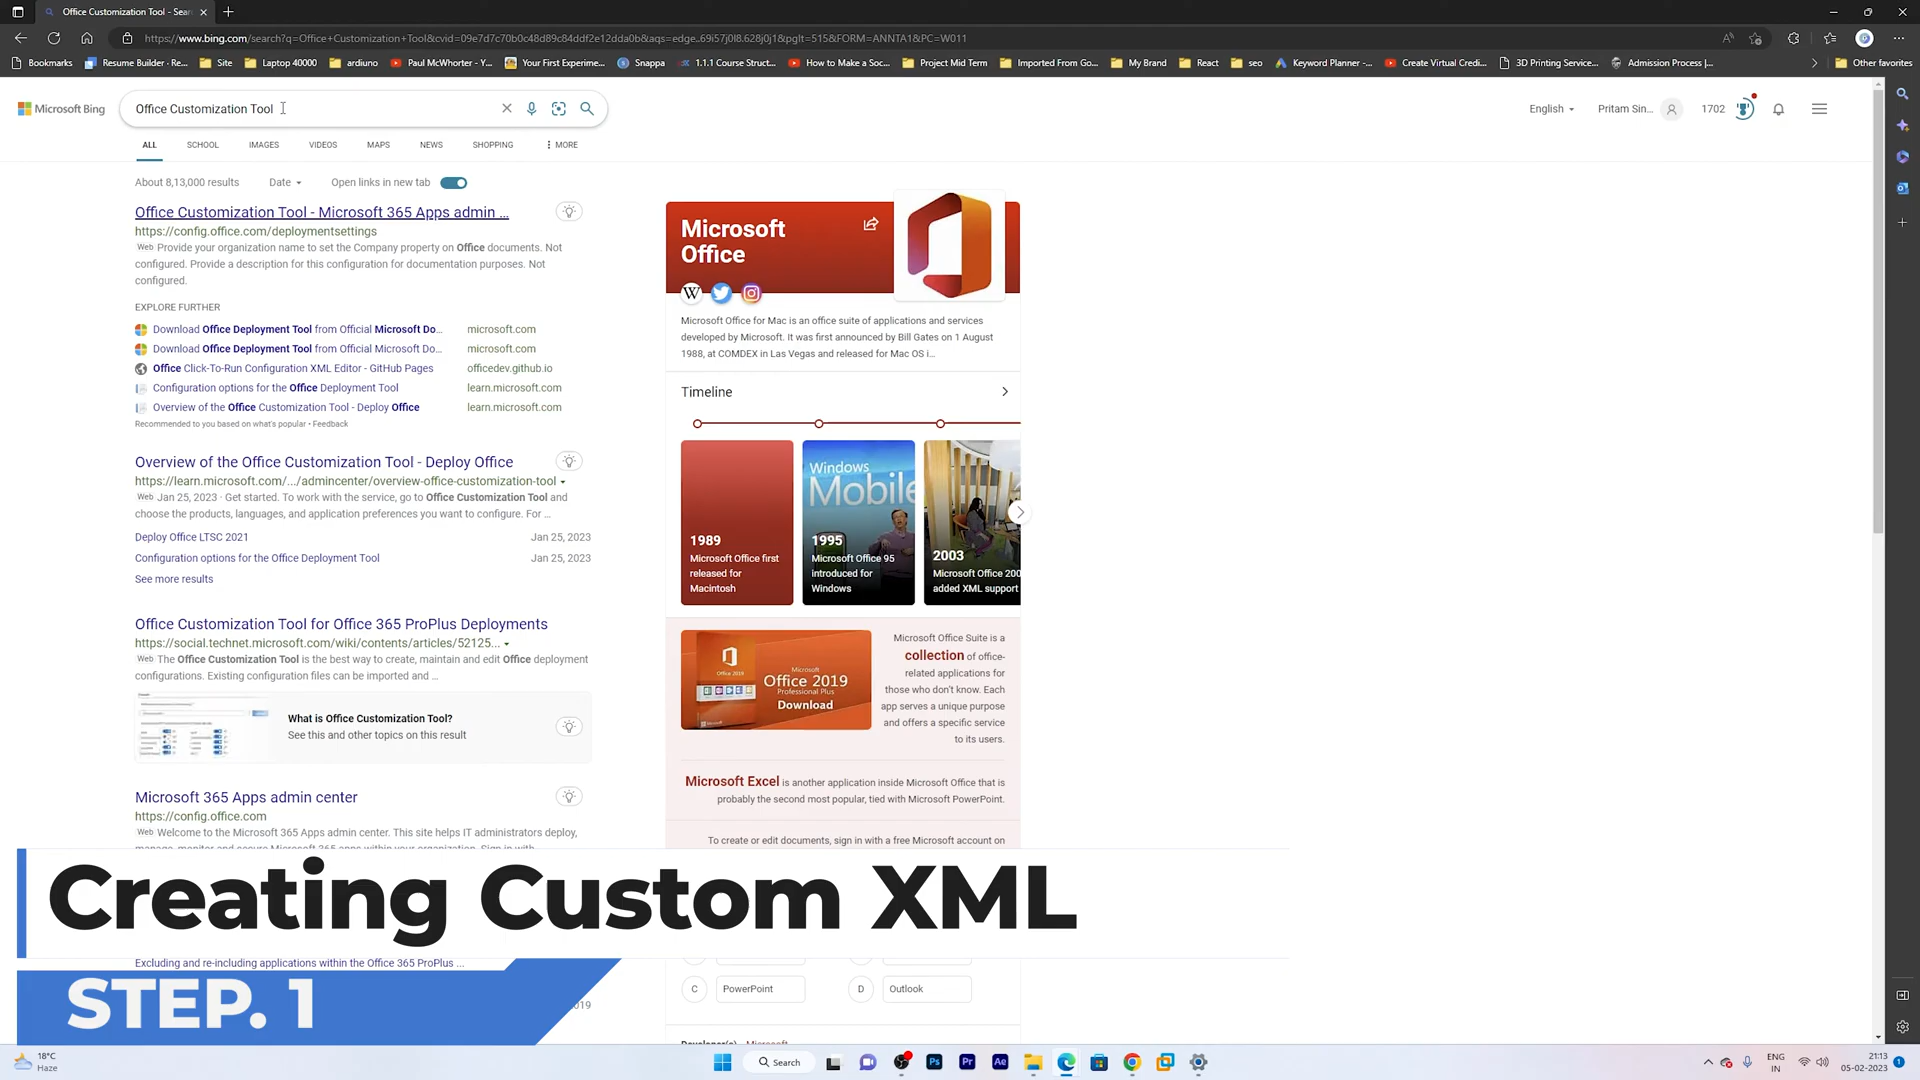 Office Customization Tool - Sear
https://www.bing.com/search?q=Office+Customization+Tool&cvid=09e7d7c70b0c48d89c84ddf2e12dda0b&aqs=edge..69i57j0l8.628j0j1&pglt=515&FORM=ANNTA1&PC=W011
Bookmarks
Resume Builder · Re...
Site
Laptop 40000
ardiuno
Paul McWhorter - Y...
Your First Experime...
Snappa
1.1.1 Course Struct...
How to Make a Soc...
Project Mid Term
Imported From Go...
My Brand
React
seo
Keyword Planner -...
Create Virtual Credi...
3D Printing Service...
Admission Process |...
Other favorites
Microsoft Bing
Office Customization Tool
English
Pritam Sin...
1702
ALL
SCHOOL
IMAGES
VIDEOS
MAPS
NEWS
SHOPPING
MORE
About 8,13,000 results
Date
Open links in new tab
Office Customization Tool - Microsoft 365 Apps admin ...
https://config.office.com/deploymentsettings
Web Provide your organization name to set the Company property on Office documents. Not
configured. Provide a description for this configuration for documentation purposes. Not
configured.
EXPLORE FURTHER
Download Office Deployment Tool from Official Microsoft Do... microsoft.com
Download Office Deployment Tool from Official Microsoft Do... microsoft.com
Office Click-To-Run Configuration XML Editor - GitHub Pages officedev.github.io
Configuration options for the Office Deployment Tool learn.microsoft.com
Overview of the Office Customization Tool - Deploy Office learn.microsoft.com
Recommended to you based on what's popular • Feedback
Overview of the Office Customization Tool - Deploy Office
https://learn.microsoft.com/.../admincenter/overview-office-customization-tool
Web Jan 25, 2023 · Get started. To work with the service, go to Office Customization Tool and
choose the products, languages, and application preferences you want to configure. For ...
Deploy Office LTSC 2021 Jan 25, 2023
Configuration options for the Office Deployment Tool Jan 25, 2023
See more results
Office Customization Tool for Office 365 ProPlus Deployments
https://social.technet.microsoft.com/wiki/contents/articles/52125...
Web The Office Customization Tool is the best way to create, maintain and edit Office deployment
configurations. Existing configuration files can be imported and ...
What is Office Customization Tool?
See this and other topics on this result
Microsoft 365 Apps admin center
https://config.office.com
Web Welcome to the Microsoft 365 Apps admin center. This site helps IT administrators deploy,
manage, monitor and secure Microsoft 365 apps within your organization. Sign in with
Microsoft
Office
Microsoft Office for Mac is an office suite of applications and services
developed by Microsoft. It was first announced by Bill Gates on 1 August
1988, at COMDEX in Las Vegas and released for Mac OS i...
Timeline
1989
Microsoft Office first
released for
Macintosh
Windows
Mobile
1995
Microsoft Office 95
introduced for
Windows
2003
Microsoft Office 200
added XML support
Microsoft
Office 2019
Professional Plus
Download
Microsoft Office Suite is a
collection of office-
related applications for
those who don't know. Each
app serves a unique purpose
and offers a specific service
to its users.
Microsoft Excel is another application inside Microsoft Office that is
probably the second most popular, tied with Microsoft PowerPoint.
To create or edit documents, sign in with a free Microsoft account on
Creating Custom XML
Excluding and re-including applications within the Office 365 ProPlus ...
STEP. 1
019
C PowerPoint
D Outlook
Developer(s) Microsoft
18°C
Haze
Search
Ps
Pr
Ae
ENG
IN
21:13
05-02-2023
1